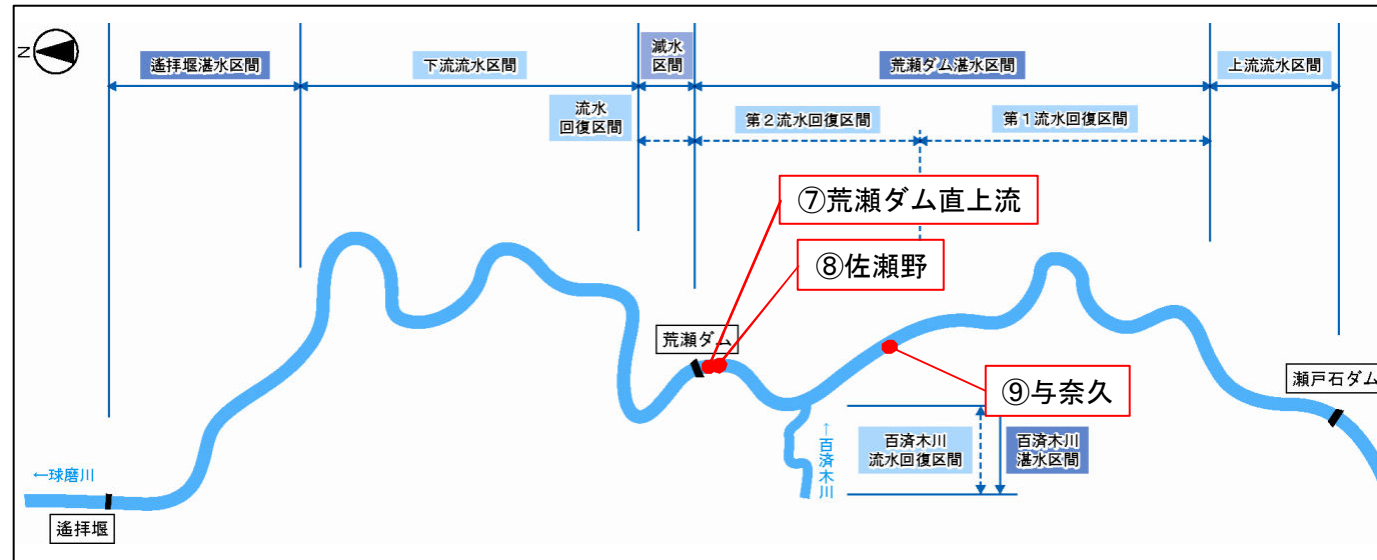 N
遙拝堰湛水区間
下流流水区間
減水
区間
荒瀬ダム湛水区間
上流流水区間
流水
回復区間
第2流水回復区間
第1流水回復区間
⑦荒瀬ダム直上流
⑧佐瀬野
荒瀬ダム
⑨与奈久
瀬戸石ダム
←球磨川
遙拝堰
↑百済木川
百済木川
流水回復区間
百済木川
湛水区間